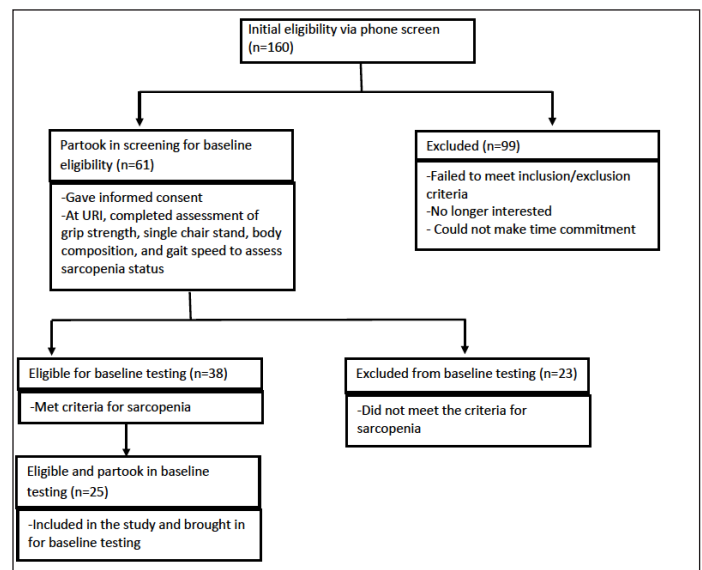 Initial eligibility via phone screen
(n=160)
Partook in screening for baseline
eligibility (n=61)
-Gave informed consent
-At URI, completed assessment of
grip strength, single chair stand, body
composition, and gait speed to assess
sarcopenia status
Excluded (n=99)
-Failed to meet inclusion/exclusion
criteria
-No longer interested
- Could not make time commitment
Eligible for baseline testing (n=38)
-Met criteria for sarcopenia
Excluded from baseline testing (n=23)
-Did not meet the criteria for
sarcopenia
Eligible and partook in baseline
testing (n=25)
-Included in the study and brought in
for baseline testing